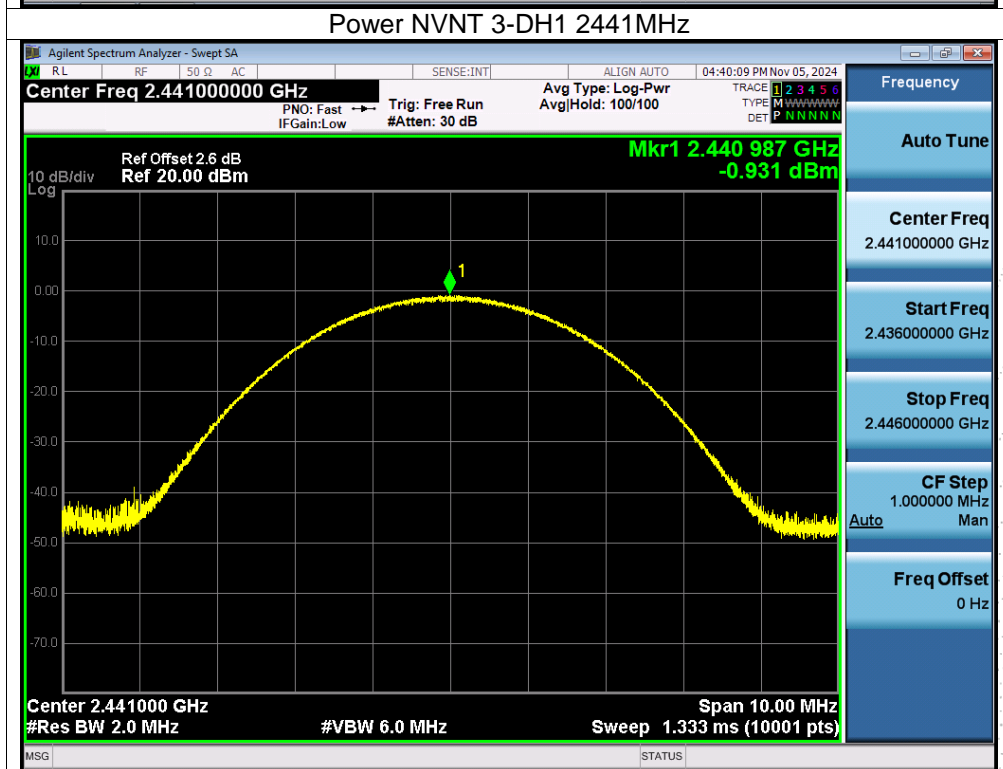 Power NVNT 3-DH1 2441MHz
Agilent Spectrum Analyzer - Swept SA
LXI RL RF 50 Ω AC SENSE:INT ALIGN AUTO 04:40:09 PM Nov 05, 2024
Center Freq 2.441000000 GHz
PNO: Fast
IFGain:Low
Trig: Free Run
#Atten: 30 dB
Avg Type: Log-Pwr
Avg|Hold: 100/100
TRACE 1 2 3 4 5 6
TYPE M WWWWW
DET P N N N N N
Ref Offset 2.6 dB
10 dB/div Ref 20.00 dBm
Log
Mkr1 2.440 987 GHz
-0.931 dBm
10.0
0.00
-10.0
-20.0
-30.0
-40.0
-50.0
-60.0
-70.0
1
Center 2.441000 GHz Span 10.00 MHz
#Res BW 2.0 MHz #VBW 6.0 MHz Sweep 1.333 ms (10001 pts)
MSG STATUS
Frequency
Auto Tune
Center Freq
2.441000000 GHz
Start Freq
2.436000000 GHz
Stop Freq
2.446000000 GHz
CF Step
1.000000 MHz
Auto Man
Freq Offset
0 Hz